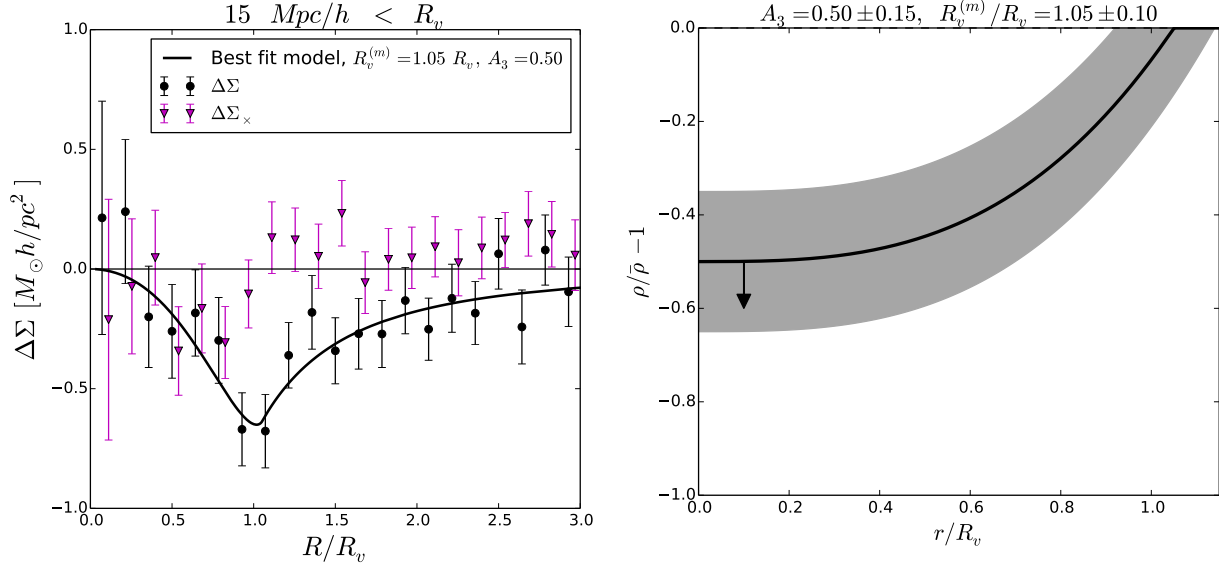 15 Mpc/h < R_v
1.0
0.5
0.0
−0.5
−1.0
ΔΣ [M_⊙h/pc^2]
Best fit model, R_v^(m)=1.05 R_v, A_3=0.50
ΔΣ
ΔΣ_×
0.0 0.5 1.0 1.5 2.0 2.5 3.0
R/R_v
A_3=0.50±0.15, R_v^(m)/R_v=1.05±0.10
0.0
−0.2
−0.4
−0.6
−0.8
−1.0
ρ/ρ̄−1
0.0 0.2 0.4 0.6 0.8 1.0
r/R_v